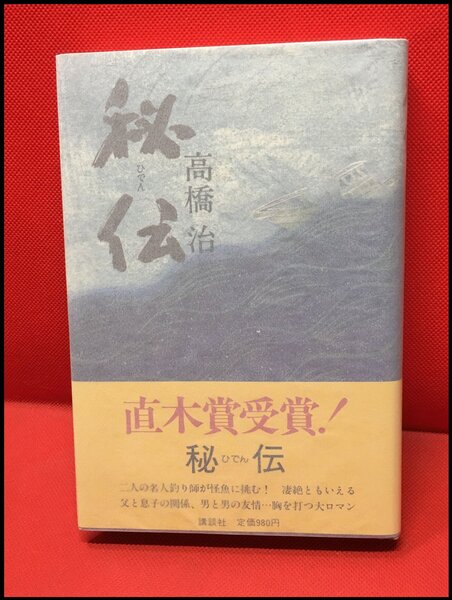 秘伝
ひでん
高橋治
直木賞受賞!
秘ひでん伝
二人の名人釣り師が怪魚に挑む! 凄絶ともいえる
父と息子の関係、男と男の友情…胸を打つ大ロマン
講談社 定価980円